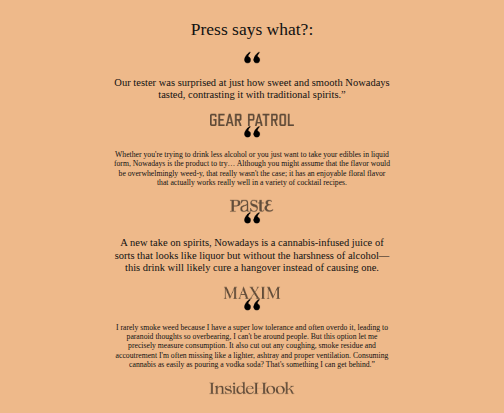 Press says what?:
“
Our tester was surprised at just how sweet and smooth Nowadays
tasted, contrasting it with traditional spirits.”
GEAR PATROL
“
Whether you're trying to drink less alcohol or you just want to take your edibles in liquid
form, Nowadays is the product to try… Although you might assume that the flavor would
be overwhelmingly weed-y, that really wasn't the case; it has an enjoyable floral flavor
that actually works really well in a variety of cocktail recipes.
Paste
“
A new take on spirits, Nowadays is a cannabis-infused juice of
sorts that looks like liquor but without the harshness of alcohol—
this drink will likely cure a hangover instead of causing one.
MAXIM
“
I rarely smoke weed because I have a super low tolerance and often overdo it, leading to
paranoid thoughts so overbearing, I can't be around people. But this option let me
precisely measure consumption. It also cut out any coughing, smoke residue and
accoutrement I'm often missing like a lighter, ashtray and proper ventilation. Consuming
cannabis as easily as pouring a vodka soda? That's something I can get behind.”
InsideHook